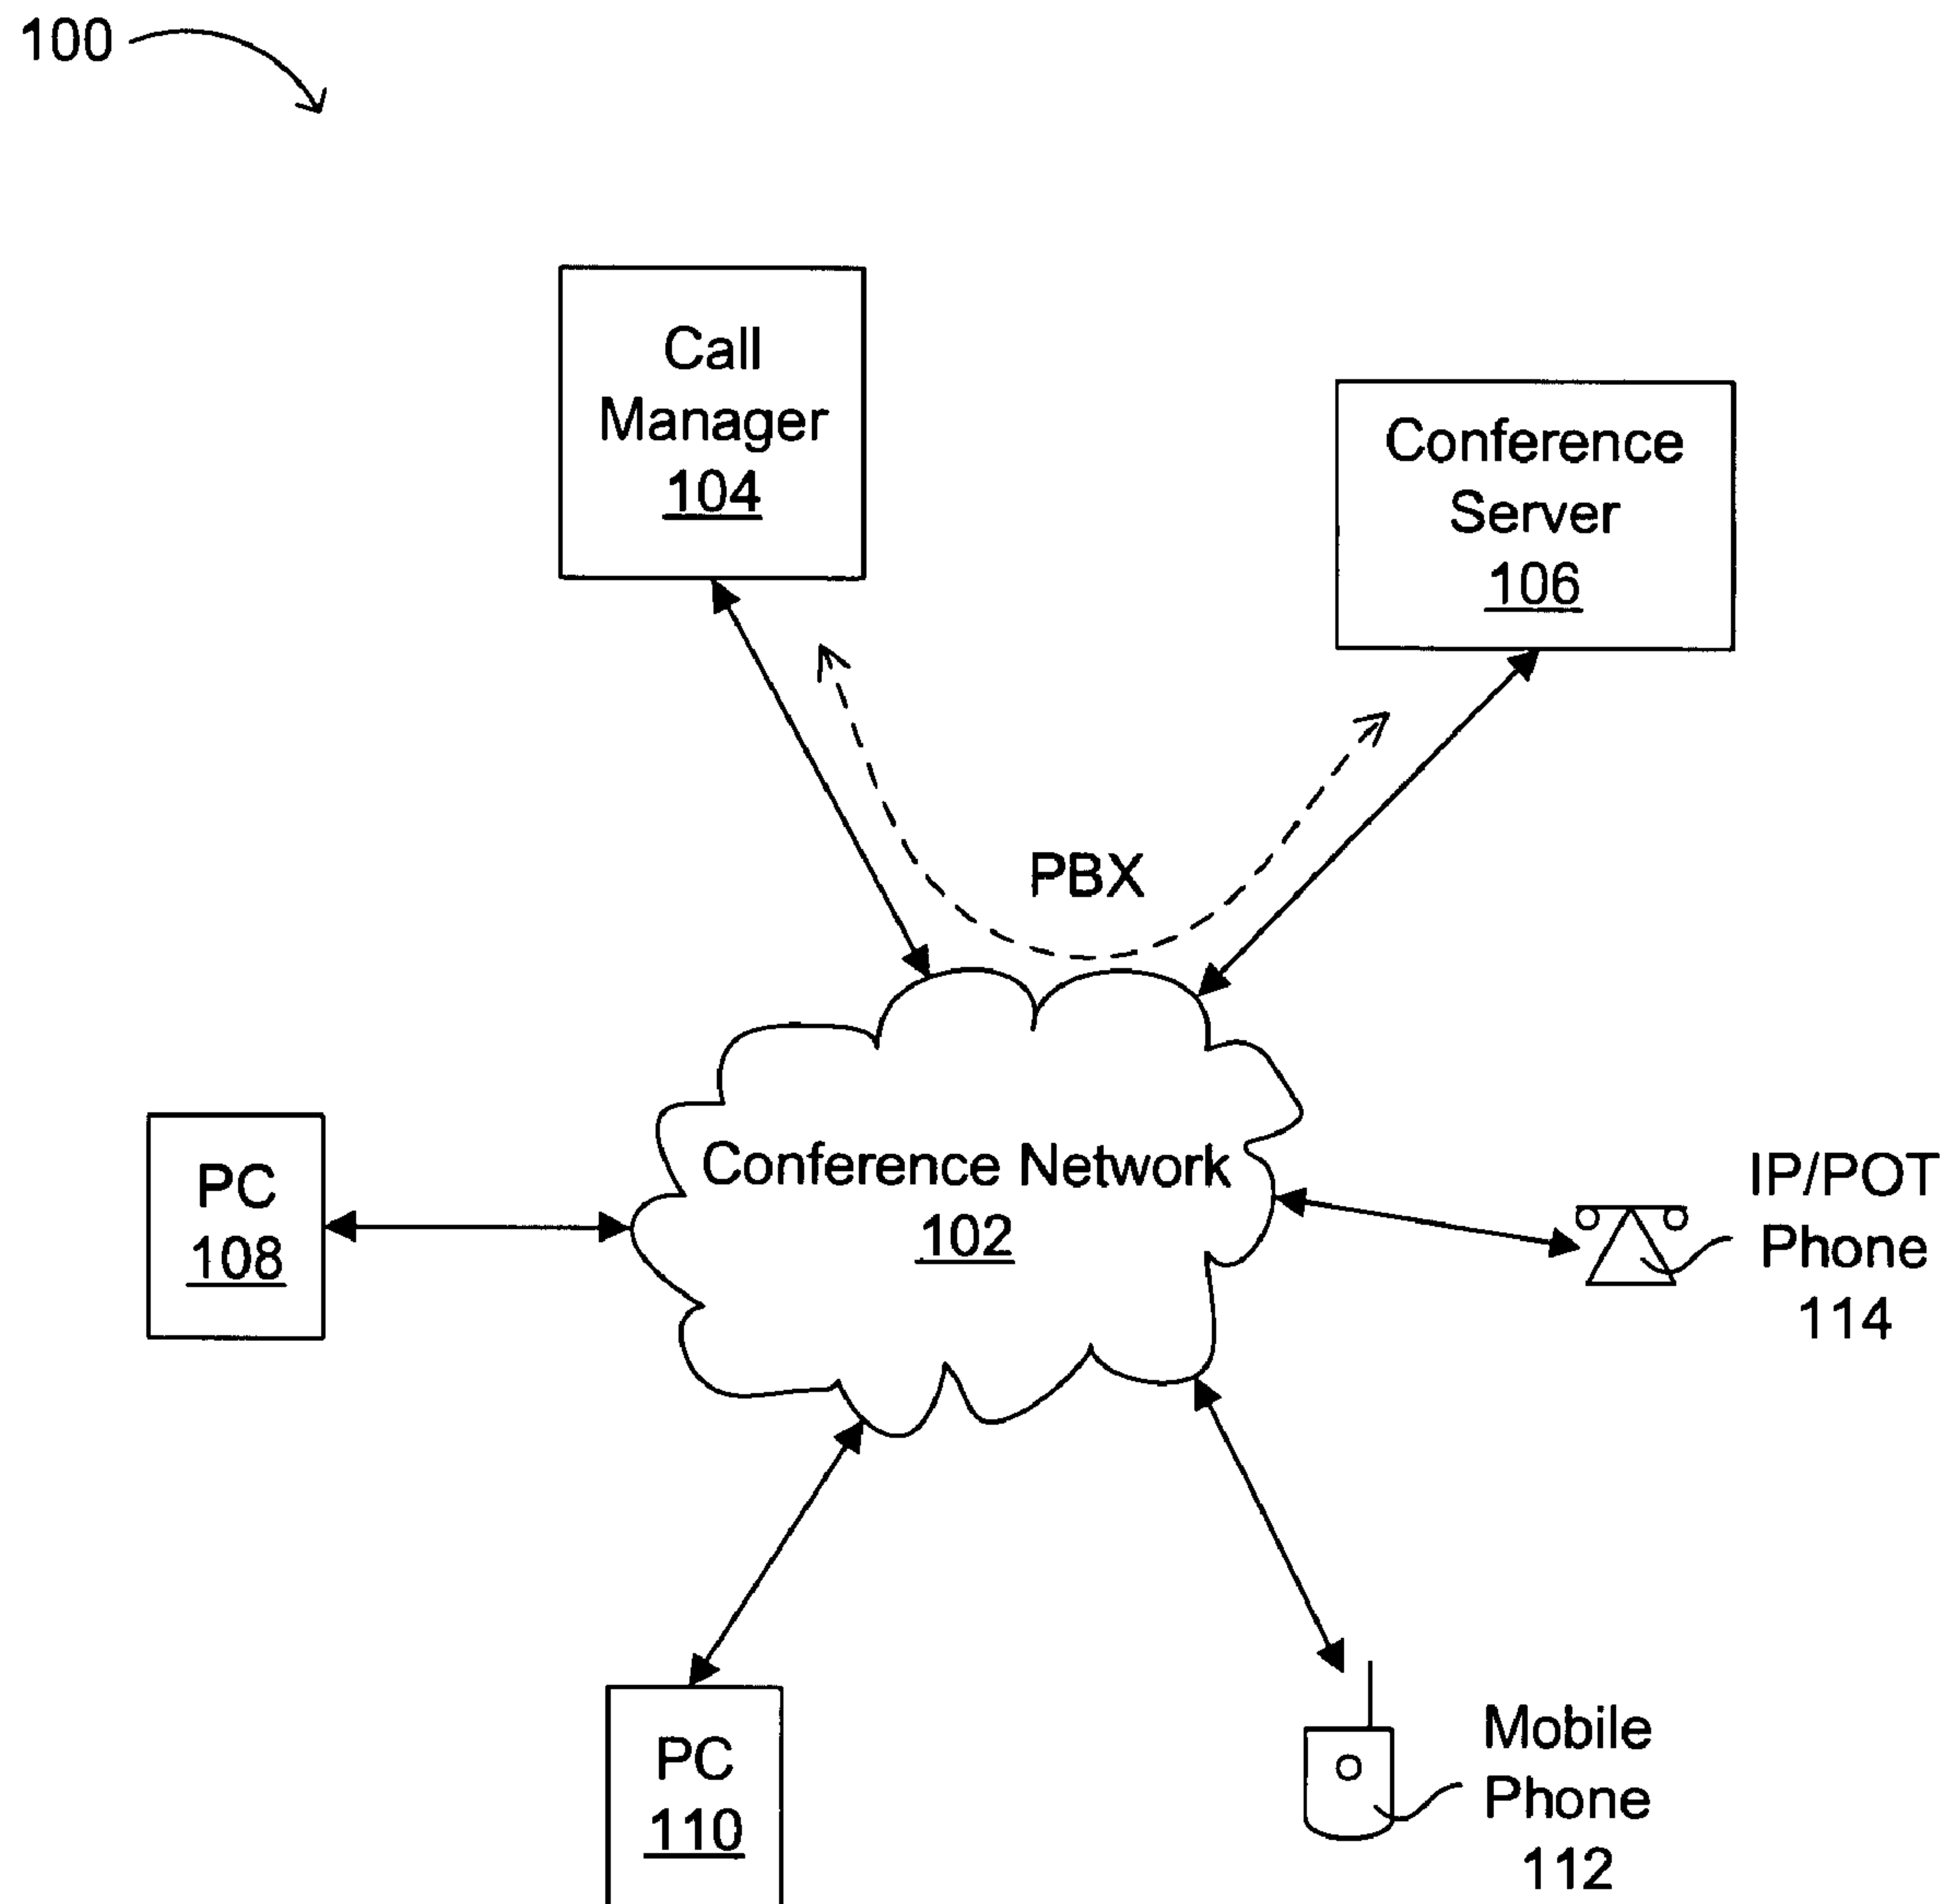 100
Call
Manager
104
Conference
Server
106
PBX
Conference Network
102
PC
108
IP/POT
Phone
114
PC
110
Mobile
Phone
112